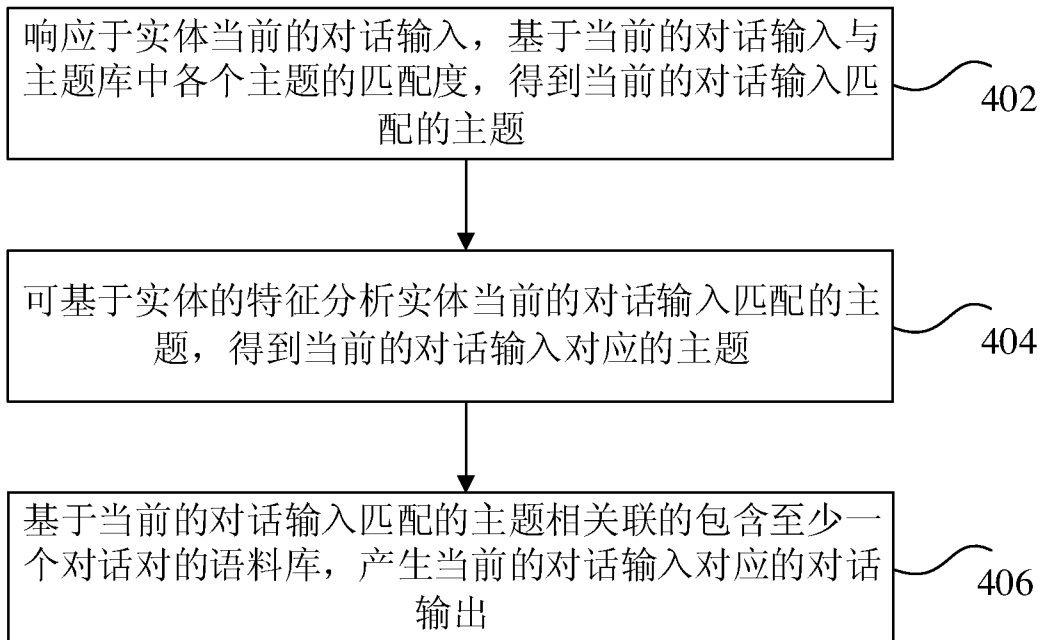 响应于实体当前的对话输入，基于当前的对话输入与
主题库中各个主题的匹配度，得到当前的对话输入匹
配的主题
402
可基于实体的特征分析实体当前的对话输入匹配的主
题，得到当前的对话输入对应的主题
404
基于当前的对话输入匹配的主题相关联的包含至少一
个对话对的语料库，产生当前的对话输入对应的对话
输出
406